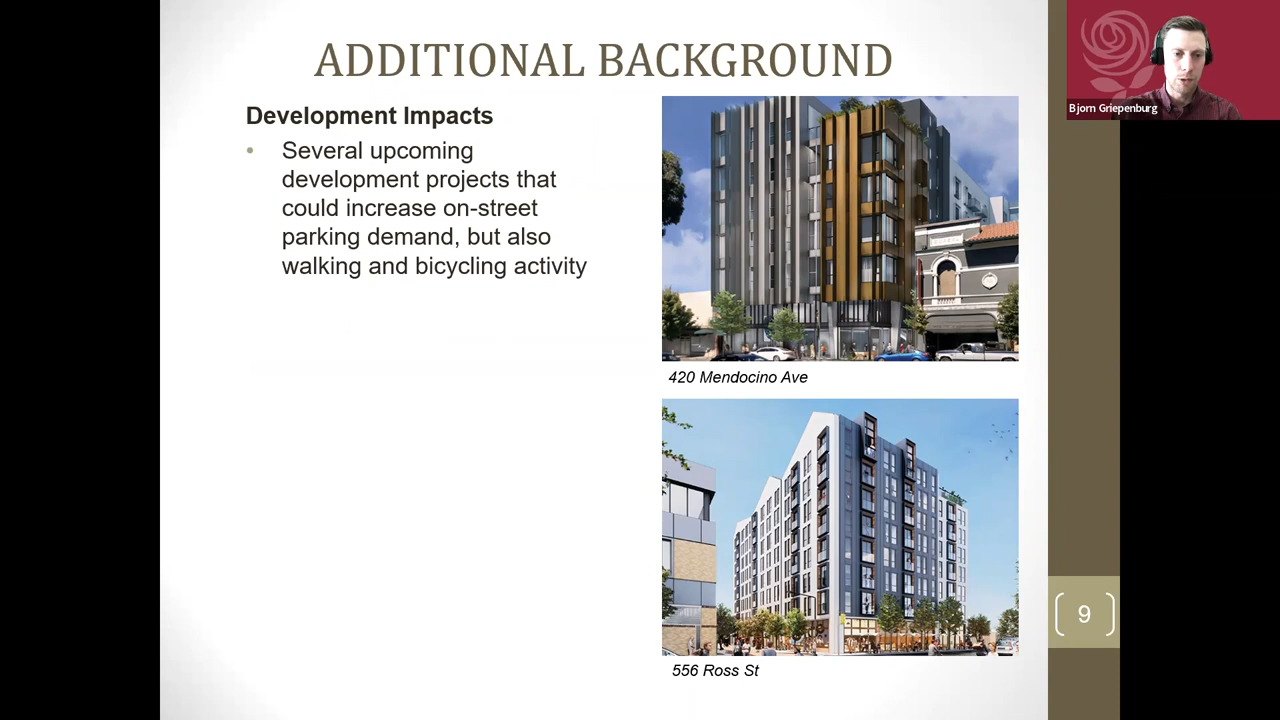 ADDITIONAL BACKGROUND
Development Impacts
• Several upcoming
development projects that
could increase on-street
parking demand, but also
walking and bicycling activity
420 Mendocino Ave
556 Ross St
9
Bjorn Griepenburg